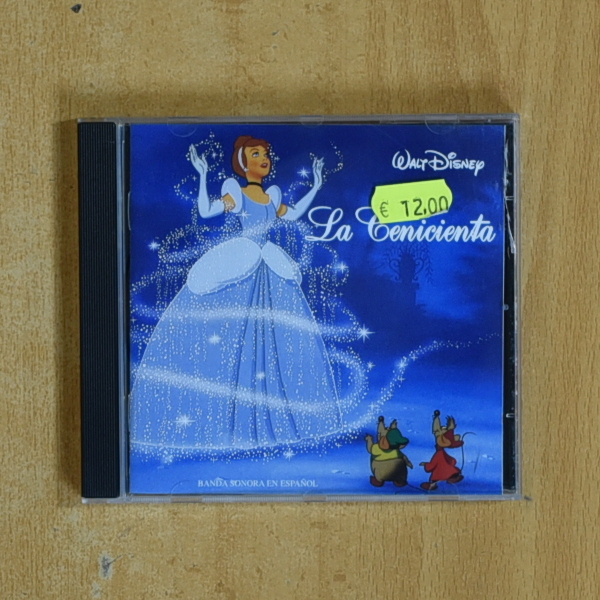 WALT DISNEY
€ 12,00
La Cenicienta
BANDA SONORA EN ESPAÑOL